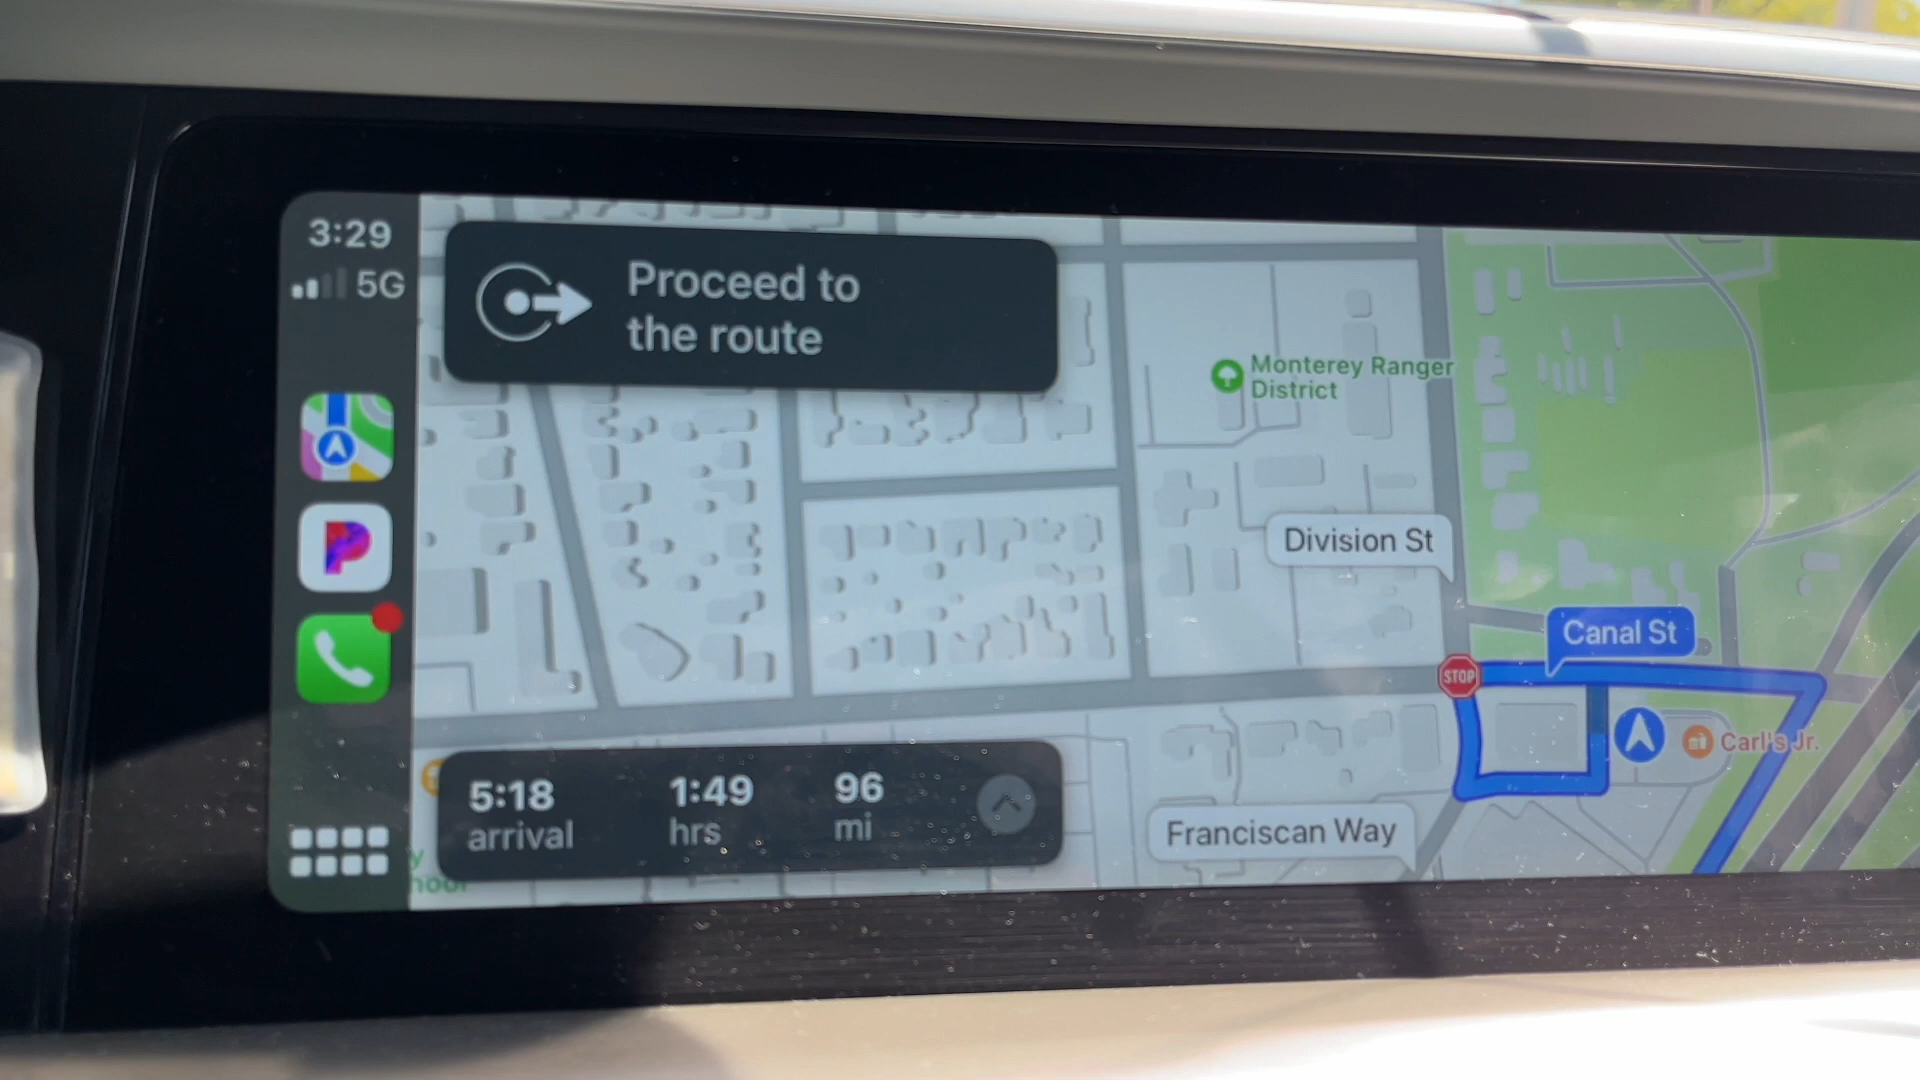 3:29
5G
Proceed to
the route
Monterey Ranger
District
Division St
Canal St
STOP
Carl's Jr.
Franciscan Way
5:18
arrival
1:49
hrs
96
mi
y
hool